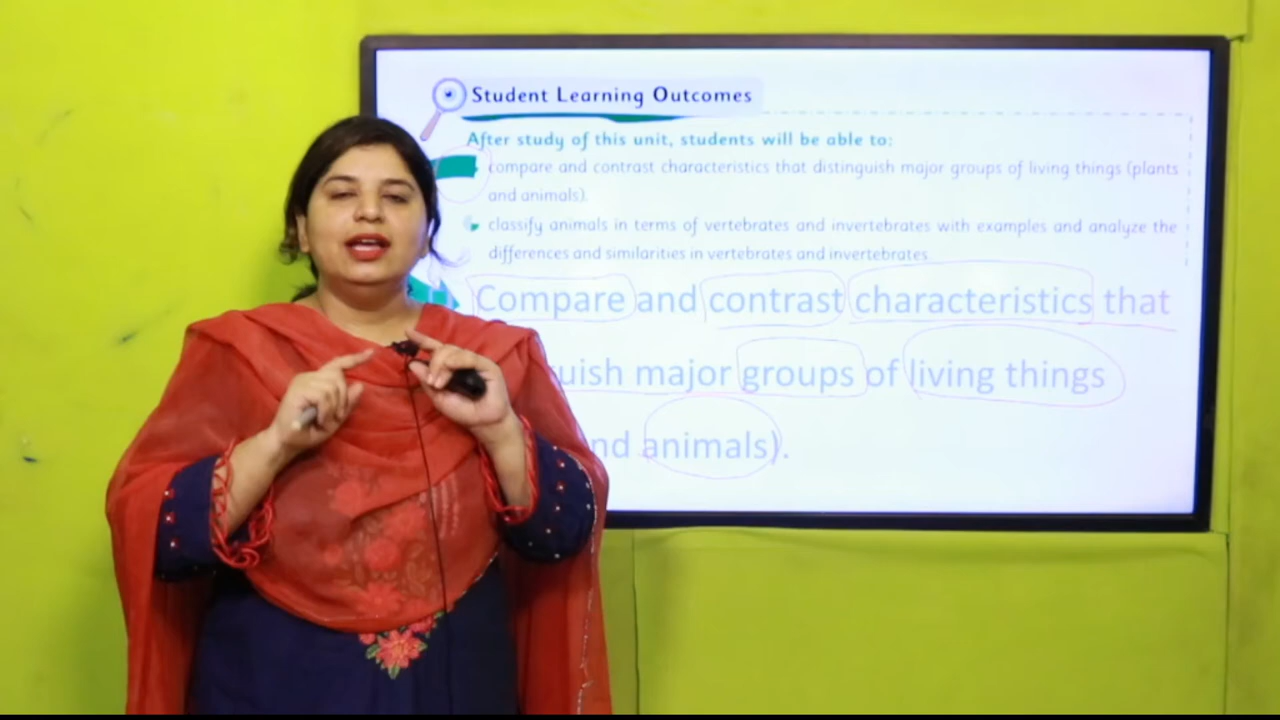 Student Learning Outcomes
After study of this unit, students will be able to:
compare and contrast characteristics that distinguish major groups of living things (plants
and animals).
classify animals in terms of vertebrates and invertebrates with examples and analyze the
differences and similarities in vertebrates and invertebrates.
Compare and contrast characteristics that
major groups of living things
animals).